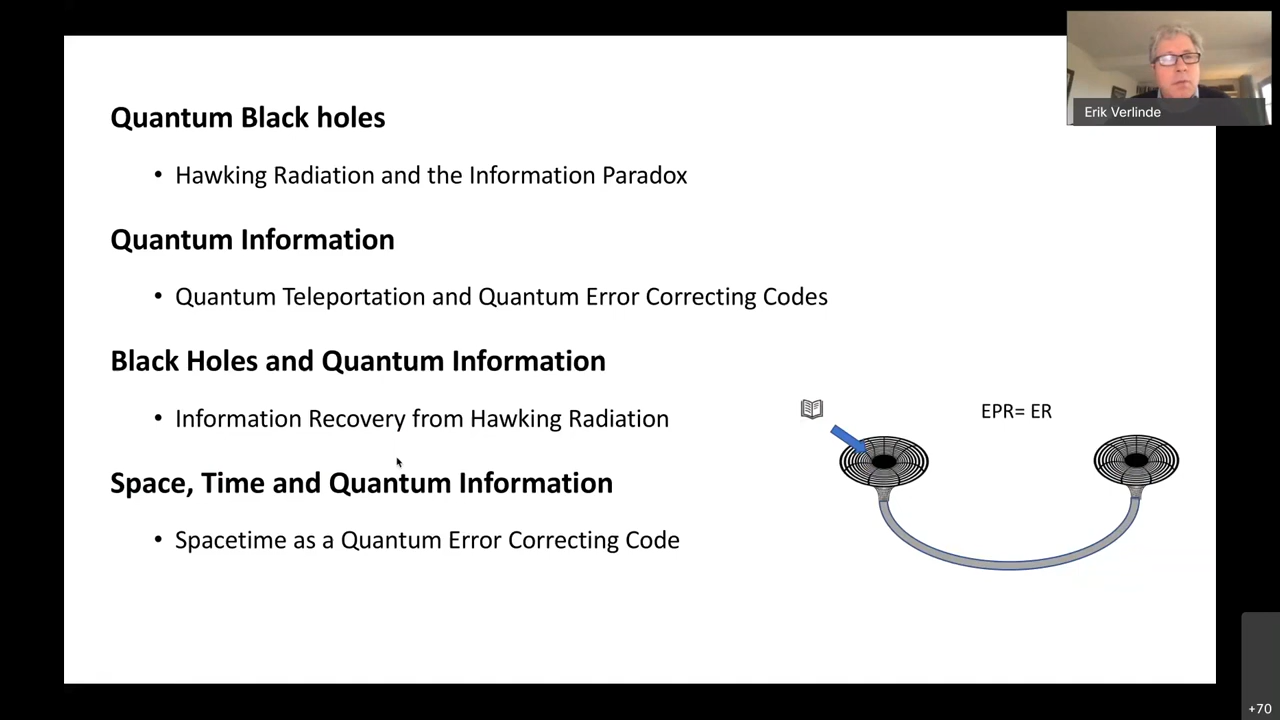 Quantum Black holes
• Hawking Radiation and the Information Paradox
Quantum Information
• Quantum Teleportation and Quantum Error Correcting Codes
Black Holes and Quantum Information
• Information Recovery from Hawking Radiation
Space, Time and Quantum Information
• Spacetime as a Quantum Error Correcting Code
EPR= ER
Erik Verlinde
+70